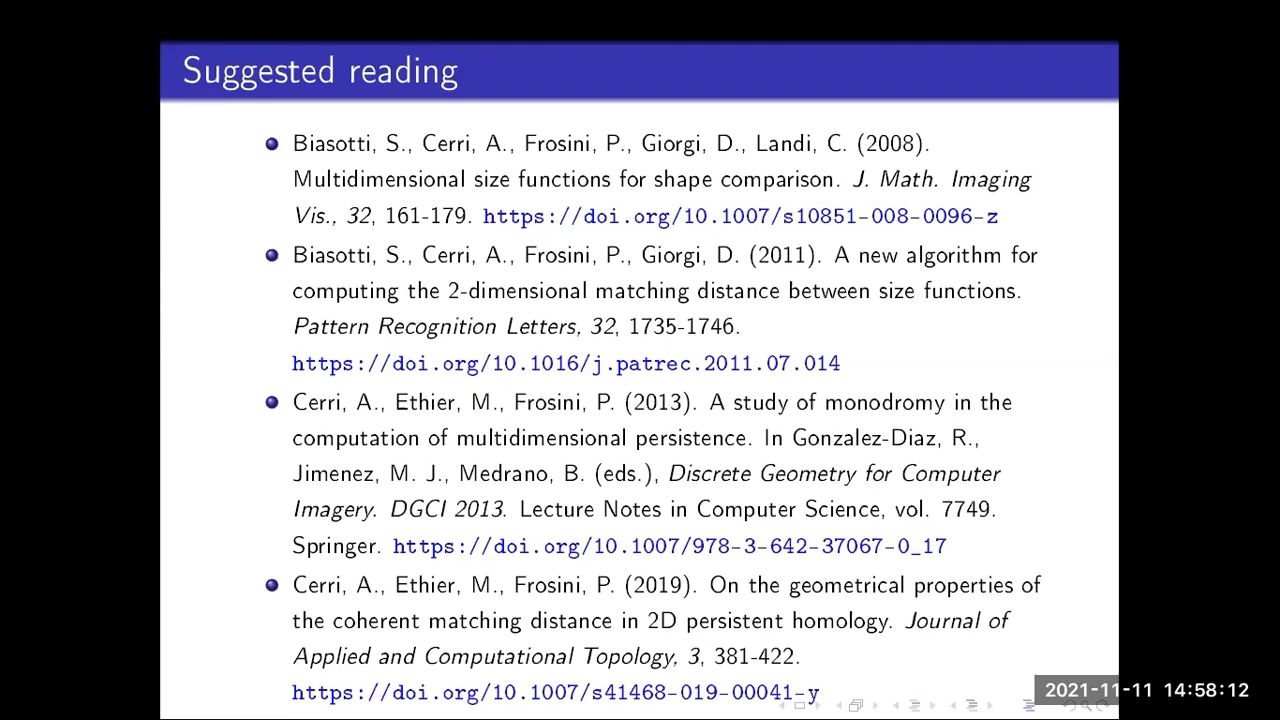 Suggested reading
Biasotti, S., Cerri, A., Frosini, P., Giorgi, D., Landi, C. (2008).
Multidimensional size functions for shape comparison. J. Math. Imaging
Vis., 32, 161-179. https://doi.org/10.1007/s10851-008-0096-z
Biasotti, S., Cerri, A., Frosini, P., Giorgi, D. (2011). A new algorithm for
computing the 2-dimensional matching distance between size functions.
Pattern Recognition Letters, 32, 1735-1746.
https://doi.org/10.1016/j.patrec.2011.07.014
Cerri, A., Ethier, M., Frosini, P. (2013). A study of monodromy in the
computation of multidimensional persistence. In Gonzalez-Diaz, R.,
Jimenez, M. J., Medrano, B. (eds.), Discrete Geometry for Computer
Imagery. DGCI 2013. Lecture Notes in Computer Science, vol. 7749.
Springer. https://doi.org/10.1007/978-3-642-37067-0_17
Cerri, A., Ethier, M., Frosini, P. (2019). On the geometrical properties of
the coherent matching distance in 2D persistent homology. Journal of
Applied and Computational Topology, 3, 381-422.
https://doi.org/10.1007/s41468-019-00041-y
2021-11-11 14:58:12